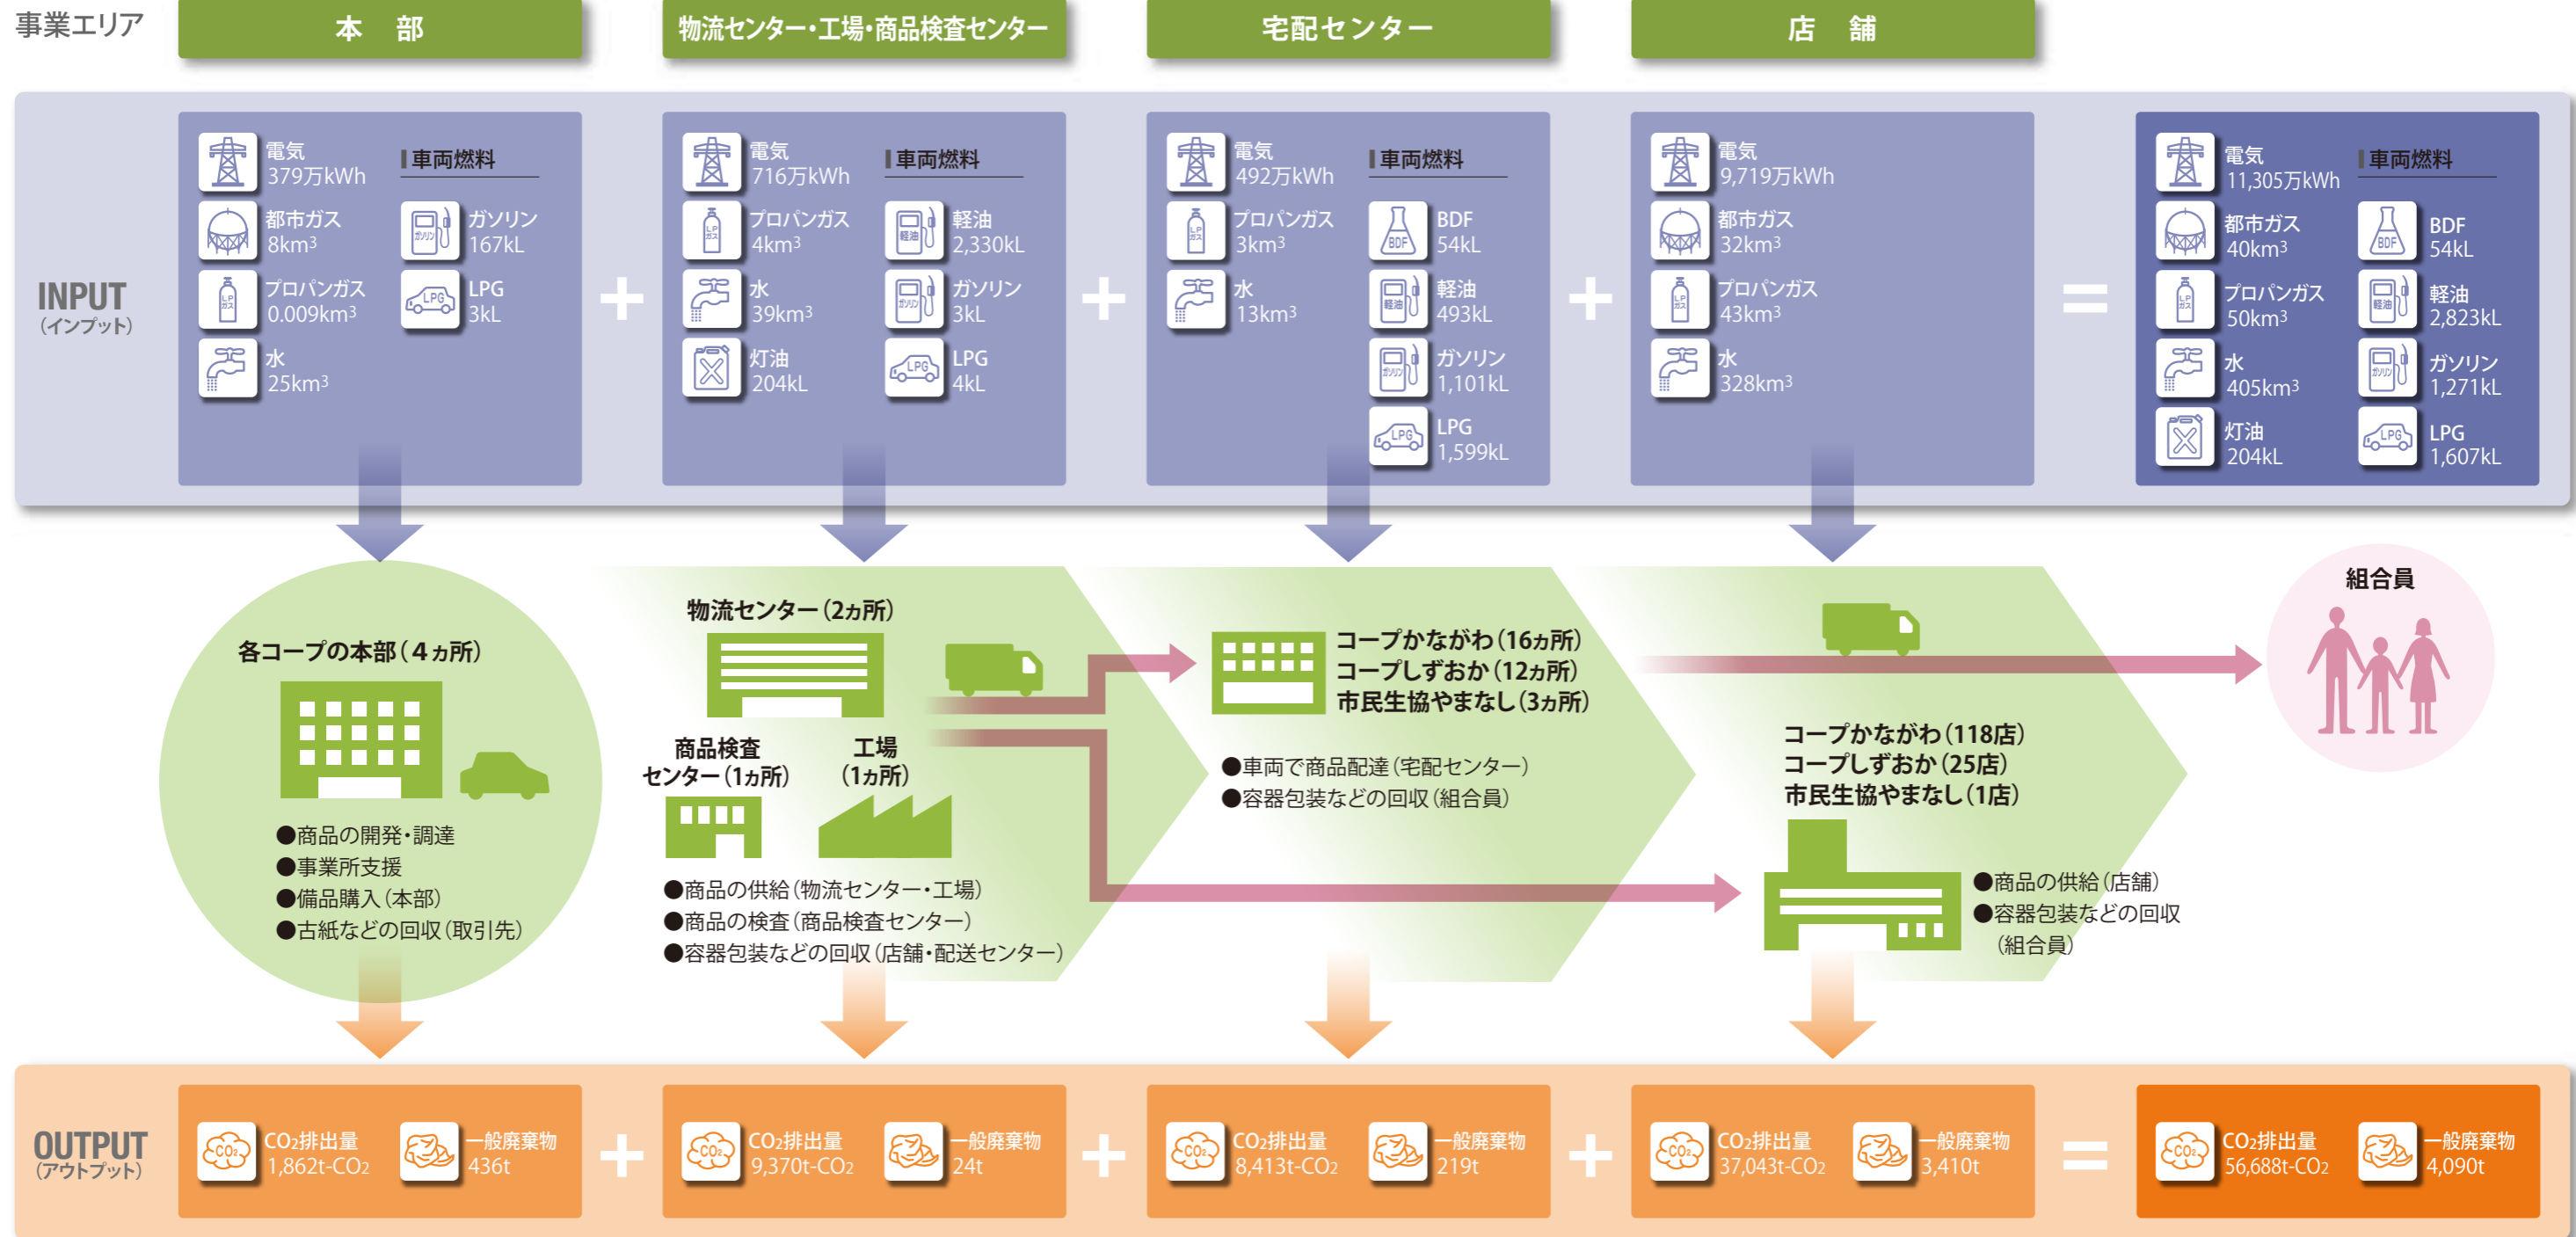 事業エリア
本 部
物流センター・工場・商品検査センター
宅配センター
店 舗
INPUT
（インプット）
電気
379万kWh
都市ガス
8km³
プロパンガス
0.009km³
水
25km³
車両燃料
ガソリン
167kL
LPG
3kL
電気
716万kWh
プロパンガス
4km³
水
39km³
灯油
204kL
車両燃料
軽油
2,330kL
ガソリン
3kL
LPG
4kL
電気
492万kWh
プロパンガス
3km³
水
13km³
車両燃料
BDF
54kL
軽油
493kL
ガソリン
1,101kL
LPG
1,599kL
電気
9,719万kWh
都市ガス
32km³
プロパンガス
43km³
水
328km³
電気
11,305万kWh
都市ガス
40km³
プロパンガス
50km³
水
405km³
灯油
204kL
車両燃料
BDF
54kL
軽油
2,823kL
ガソリン
1,271kL
LPG
1,607kL
各コープの本部（４ヵ所）
●商品の開発・調達
●事業所支援
●備品購入（本部）
●古紙などの回収（取引先）
物流センター（2ヵ所）
商品検査
センター（1ヵ所）
工場
（1ヵ所）
●商品の供給（物流センター・工場）
●商品の検査（商品検査センター）
●容器包装などの回収（店舗・配送センター）
コープかながわ（16ヵ所）
コープしずおか（12ヵ所）
市民生協やまなし（3ヵ所）
●車両で商品配達（宅配センター）
●容器包装などの回収（組合員）
コープかながわ（118店）
コープしずおか（25店）
市民生協やまなし（1店）
●商品の供給（店舗）
●容器包装などの回収
（組合員）
組合員
OUTPUT
（アウトプット）
CO₂排出量
1,862t-CO₂
一般廃棄物
436t
CO₂排出量
9,370t-CO₂
一般廃棄物
24t
CO₂排出量
8,413t-CO₂
一般廃棄物
219t
CO₂排出量
37,043t-CO₂
一般廃棄物
3,410t
CO₂排出量
56,688t-CO₂
一般廃棄物
4,090t